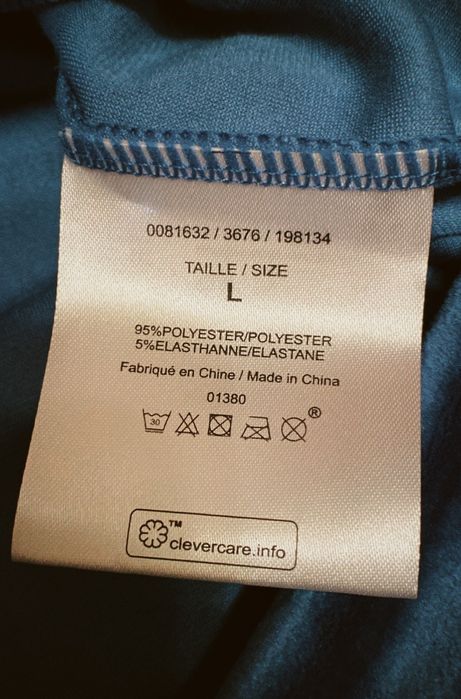 0081632 / 3676 / 198134
TAILLE / SIZE
L
95%POLYESTER/POLYESTER
5%ELASTHANNE/ELASTANE
Fabriqué en Chine / Made in China
01380
30 ®
™ clevercare.info